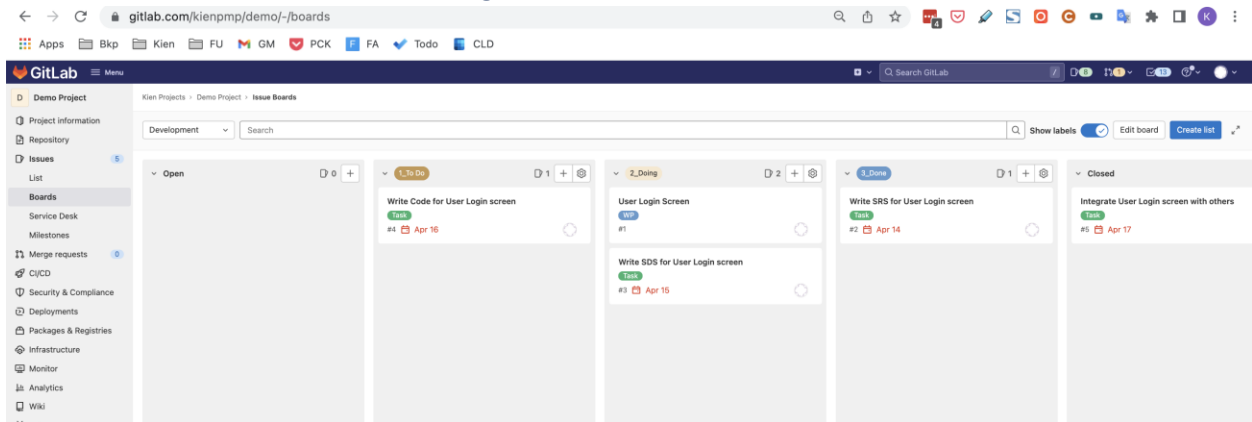 gitlab.com/kienpmp/demo/-/boards
4
K
Apps Bkp Kien FU GM PCK F FA Todo CLD
GitLab Menu
Search GitLab
/
8
1
13
D Demo Project
Kien Projects > Demo Project > Issue Boards
Project information
Repository
Issues 5
List
Boards
Service Desk
Milestones
Merge requests 0
CI/CD
Security & Compliance
Deployments
Packages & Registries
Infrastructure
Monitor
Analytics
Wiki
Development
Search
Show labels
Edit board
Create list
Open 0 +
1_To Do 1 +
Write Code for User Login screen
Task
#4 Apr 16
2_Doing 2 +
User Login Screen
WP
#1
Write SDS for User Login screen
Task
#3 Apr 15
3_Done 1 +
Write SRS for User Login screen
Task
#2 Apr 14
Closed
Integrate User Login screen with others
Task
#5 Apr 17